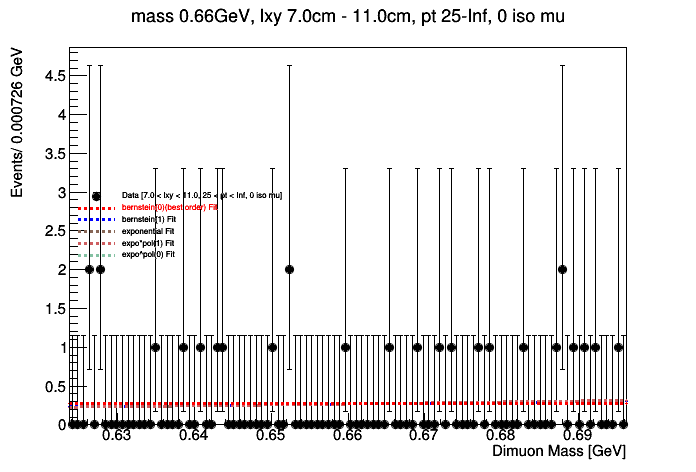 mass 0.66GeV, lxy 7.0cm - 11.0cm, pt 25-Inf, 0 iso mu
Events/ 0.000726 GeV
4.5
4
3.5
3
2.5
2
1.5
1
0.5
0
Data [7.0 < lxy < 11.0, 25 < pt < Inf, 0 iso mu]
bernstein(0)(best order) Fit
bernstein(1) Fit
exponential Fit
expo*pol(1) Fit
expo^pol(0) Fit
0.63 0.64 0.65 0.66 0.67 0.68 0.69
Dimuon Mass [GeV]